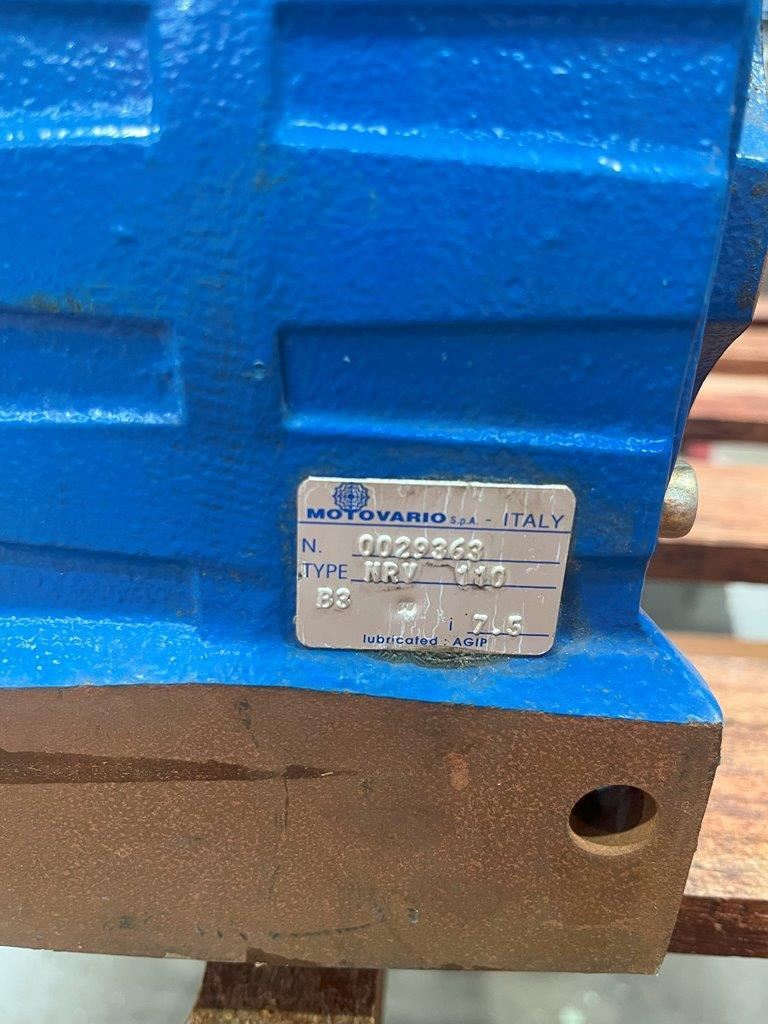 MOTOVARIO S.p.A. - ITALY
N. 0029363
TYPE NRV 110
B3
i 7.5
lubricated : AGIP